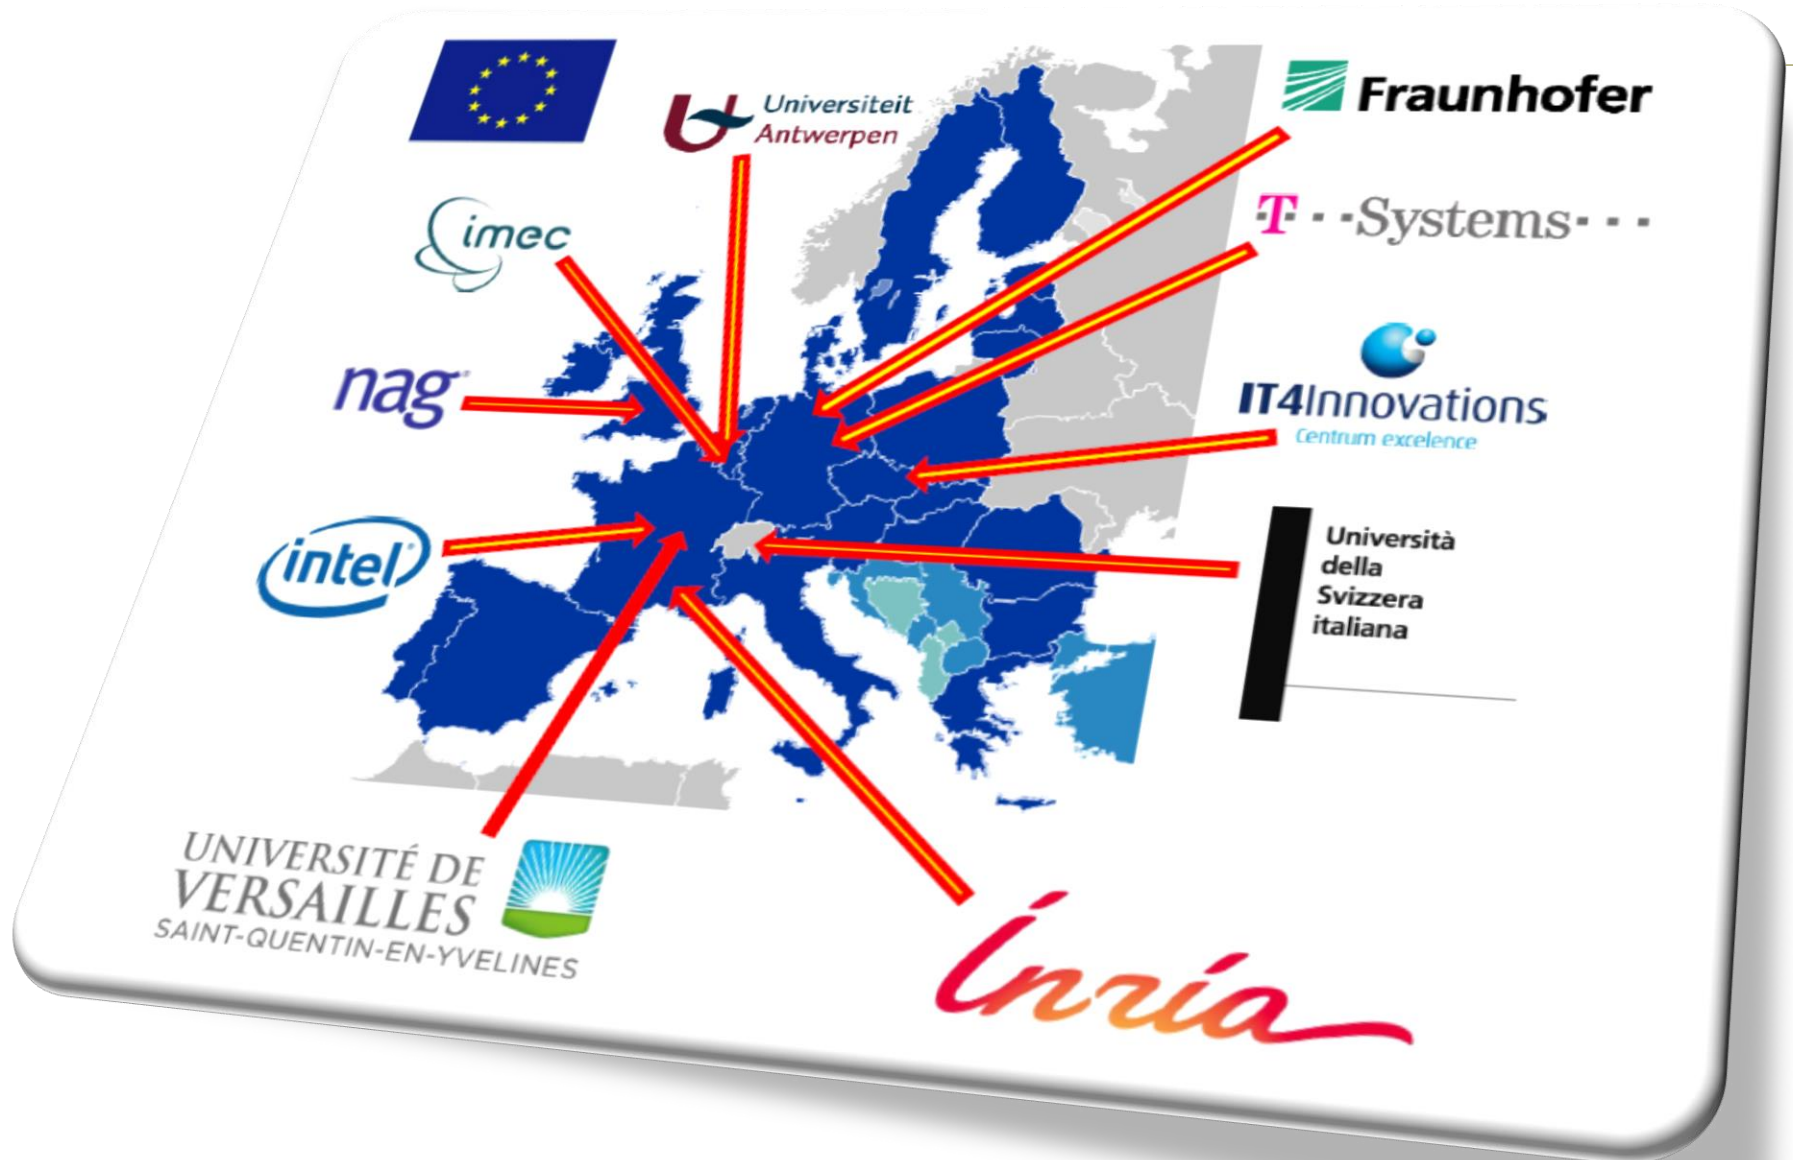 Universiteit
Antwerpen
Fraunhofer
imec
T··Systems···
nag
IT4Innovations
Centrum excelence
intel
Università
della
Svizzera
italiana
UNIVERSITÉ DE
VERSAILLES
SAINT-QUENTIN-EN-YVELINES
Inria